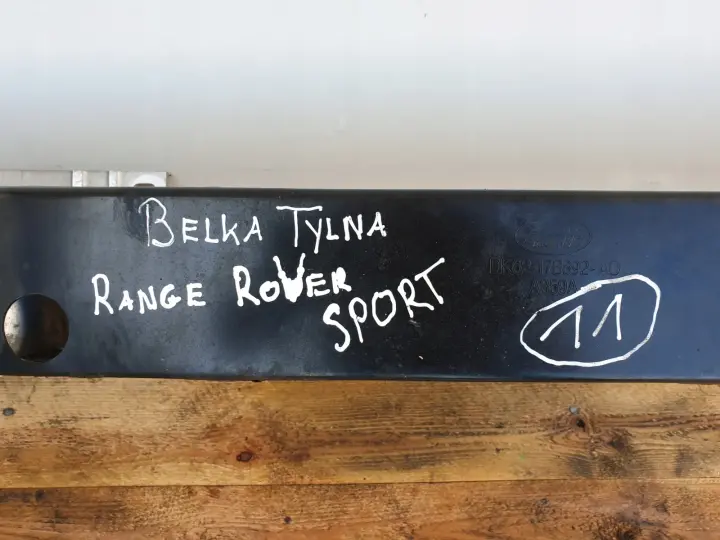 BELKA TYLNA
RANGE ROVER
SPORT
11